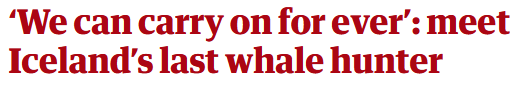 ‘We can carry on for ever’: meet
Iceland’s last whale hunter